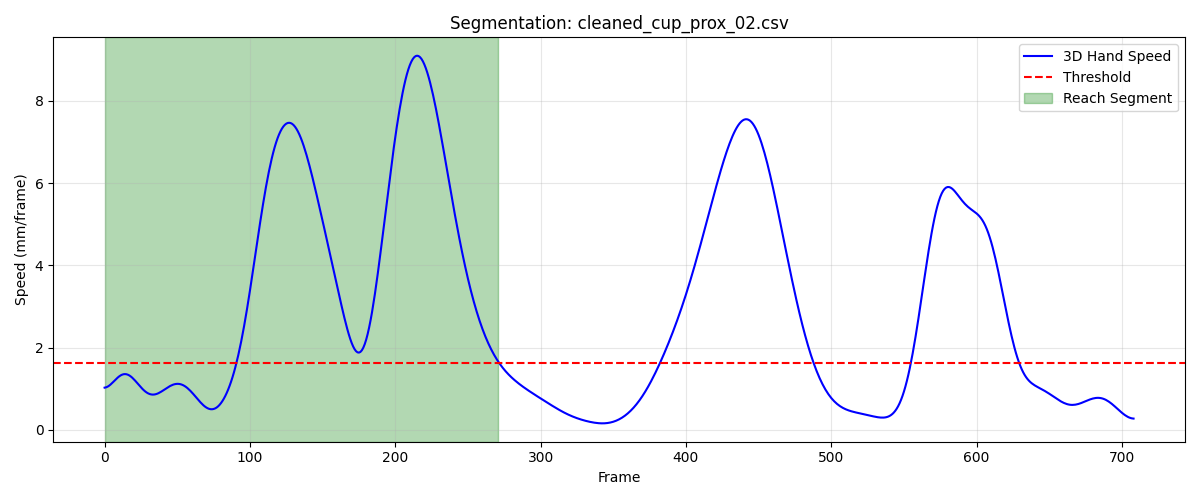 Segmentation: cleaned_cup_prox_02.csv
3D Hand Speed
Threshold
Reach Segment
Speed (mm/frame)
8
6
4
2
0
0 100 200 300 400 500 600 700
Frame